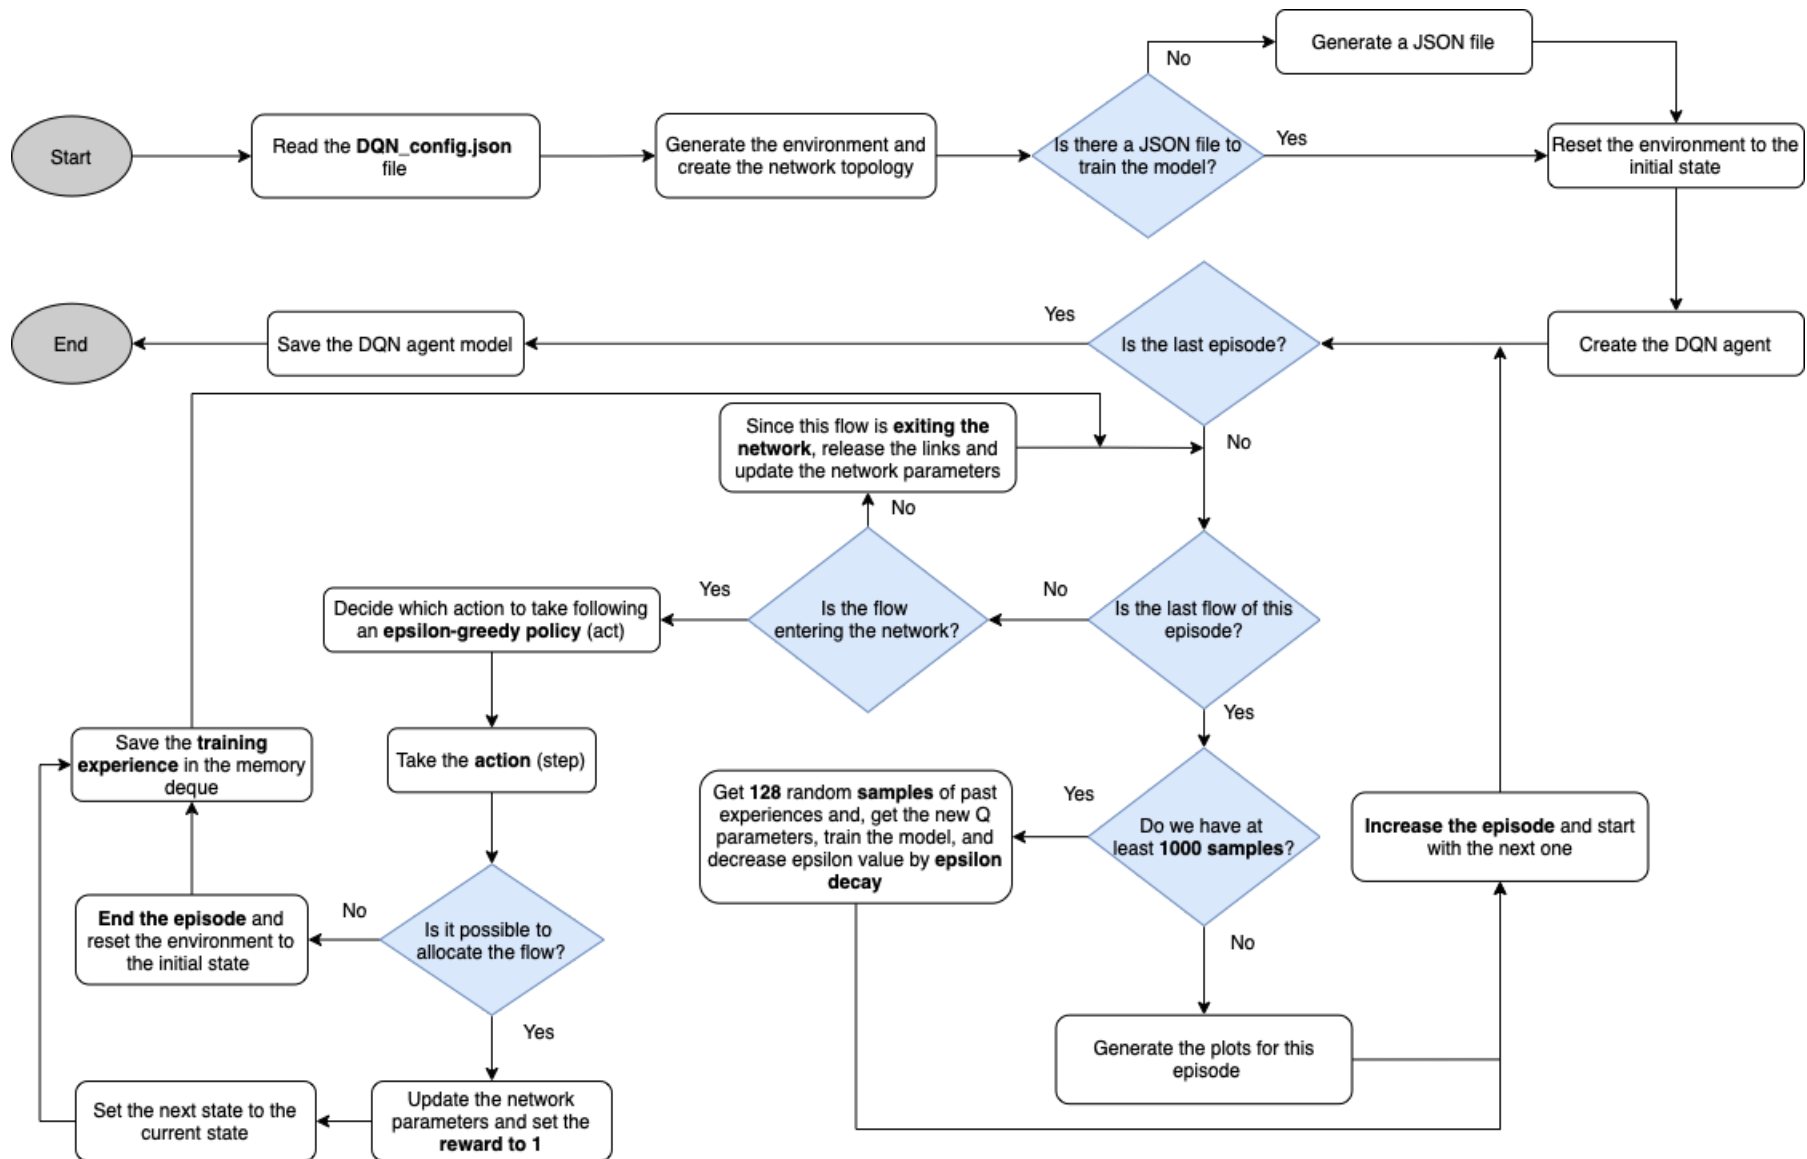 Generate a JSON file
No
Start
Read the DQN_config.json
file
Generate the environment and
create the network topology
Is there a JSON file to
train the model?
Yes
Reset the environment to the
initial state
End
Save the DQN agent model
Yes
Is the last episode?
Create the DQN agent
Since this flow is exiting the
network, release the links and
update the network parameters
No
No
Decide which action to take following
an epsilon-greedy policy (act)
Yes
Is the flow
entering the network?
No
Is the last flow of this
episode?
Yes
Save the training
experience in the memory
deque
Take the action (step)
Get 128 random samples of past
experiences and, get the new Q
parameters, train the model, and
decrease epsilon value by epsilon
decay
Yes
Do we have at
least 1000 samples?
Increase the episode and start
with the next one
End the episode and
reset the environment to
the initial state
No
Is it possible to
allocate the flow?
No
Yes
Generate the plots for this
episode
Set the next state to the
current state
Update the network
parameters and set the
reward to 1